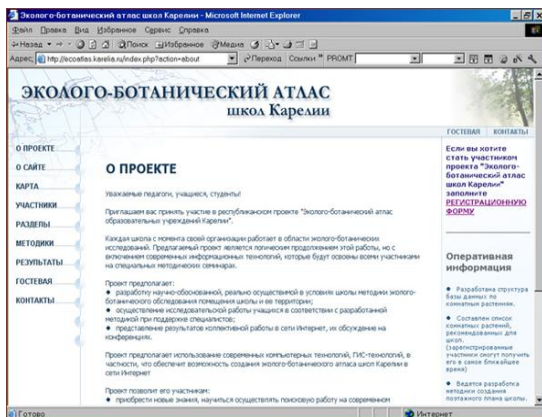 Эколого-ботанический атлас школ Карелии - Microsoft Internet Explorer
Файл Правка Вид Избранное Сервис Справка
Назад Поиск Избранное Медиа
Адрес http://ecoatlas.karelia.ru/index.php?action=about Переход Ссылки » PROMT
ЭКОЛОГО-БОТАНИЧЕСКИЙ АТЛАС
школ Карелии
ГОСТЕВАЯ КОНТАКТЫ
О ПРОЕКТЕ
О САЙТЕ
КАРТА
УЧАСТНИКИ
РАЗДЕЛЫ
МЕТОДИКИ
РЕЗУЛЬТАТЫ
ГОСТЕВАЯ
КОНТАКТЫ
О ПРОЕКТЕ
Уважаемые педагоги, учащиеся, студенты!
Приглашаем вас принять участие в республиканском проекте "Эколого-ботанический атлас
образовательных учреждений Карелии".
Каждая школа с момента своей организации работает в области эколого-ботанических
исследований. Предлагаемый проект является логическим продолжением этой работы, но с
включением современных информационных технологий, которые будут освоены всеми участниками
на специальных методических семинарах.
Проект предполагает:
● разработку научно-обоснованной, реально осуществимой в условиях школы методики эколого-
ботанического обследования помещения школы и ее территории;
● осуществление исследовательской работы учащихся в соответствии с разработанной
методикой при поддержке специалистов;
● представление результатов коллективной работы в сети Интернет, их обсуждение на
конференциях.
Проект предполагает использование современных компьютерных технологий, ГИС-технологий, в
частности, что обеспечит возможность создания эколого-ботанического атласа школ Карелии в
сети Интернет
Проект позволит его участникам:
● приобрести новые знания, научиться осуществлять поисковую работу на современном
Если вы хотите
стать участником
проекта "Эколого-
ботанический атлас
школ Карелии"
заполните
РЕГИСТРАЦИОННУЮ
ФОРМУ
Оперативная
информация
● Разработана структура
базы данных по
комнатным растениям.
● Составлен список
комнатных растений,
рекомендованных для
школ.
(зарегистрированные
участники смогут получить
его в самое ближайшее
время)
● Ведется разработка
методики создания
поэтажного плана школы.
Готово Интернет